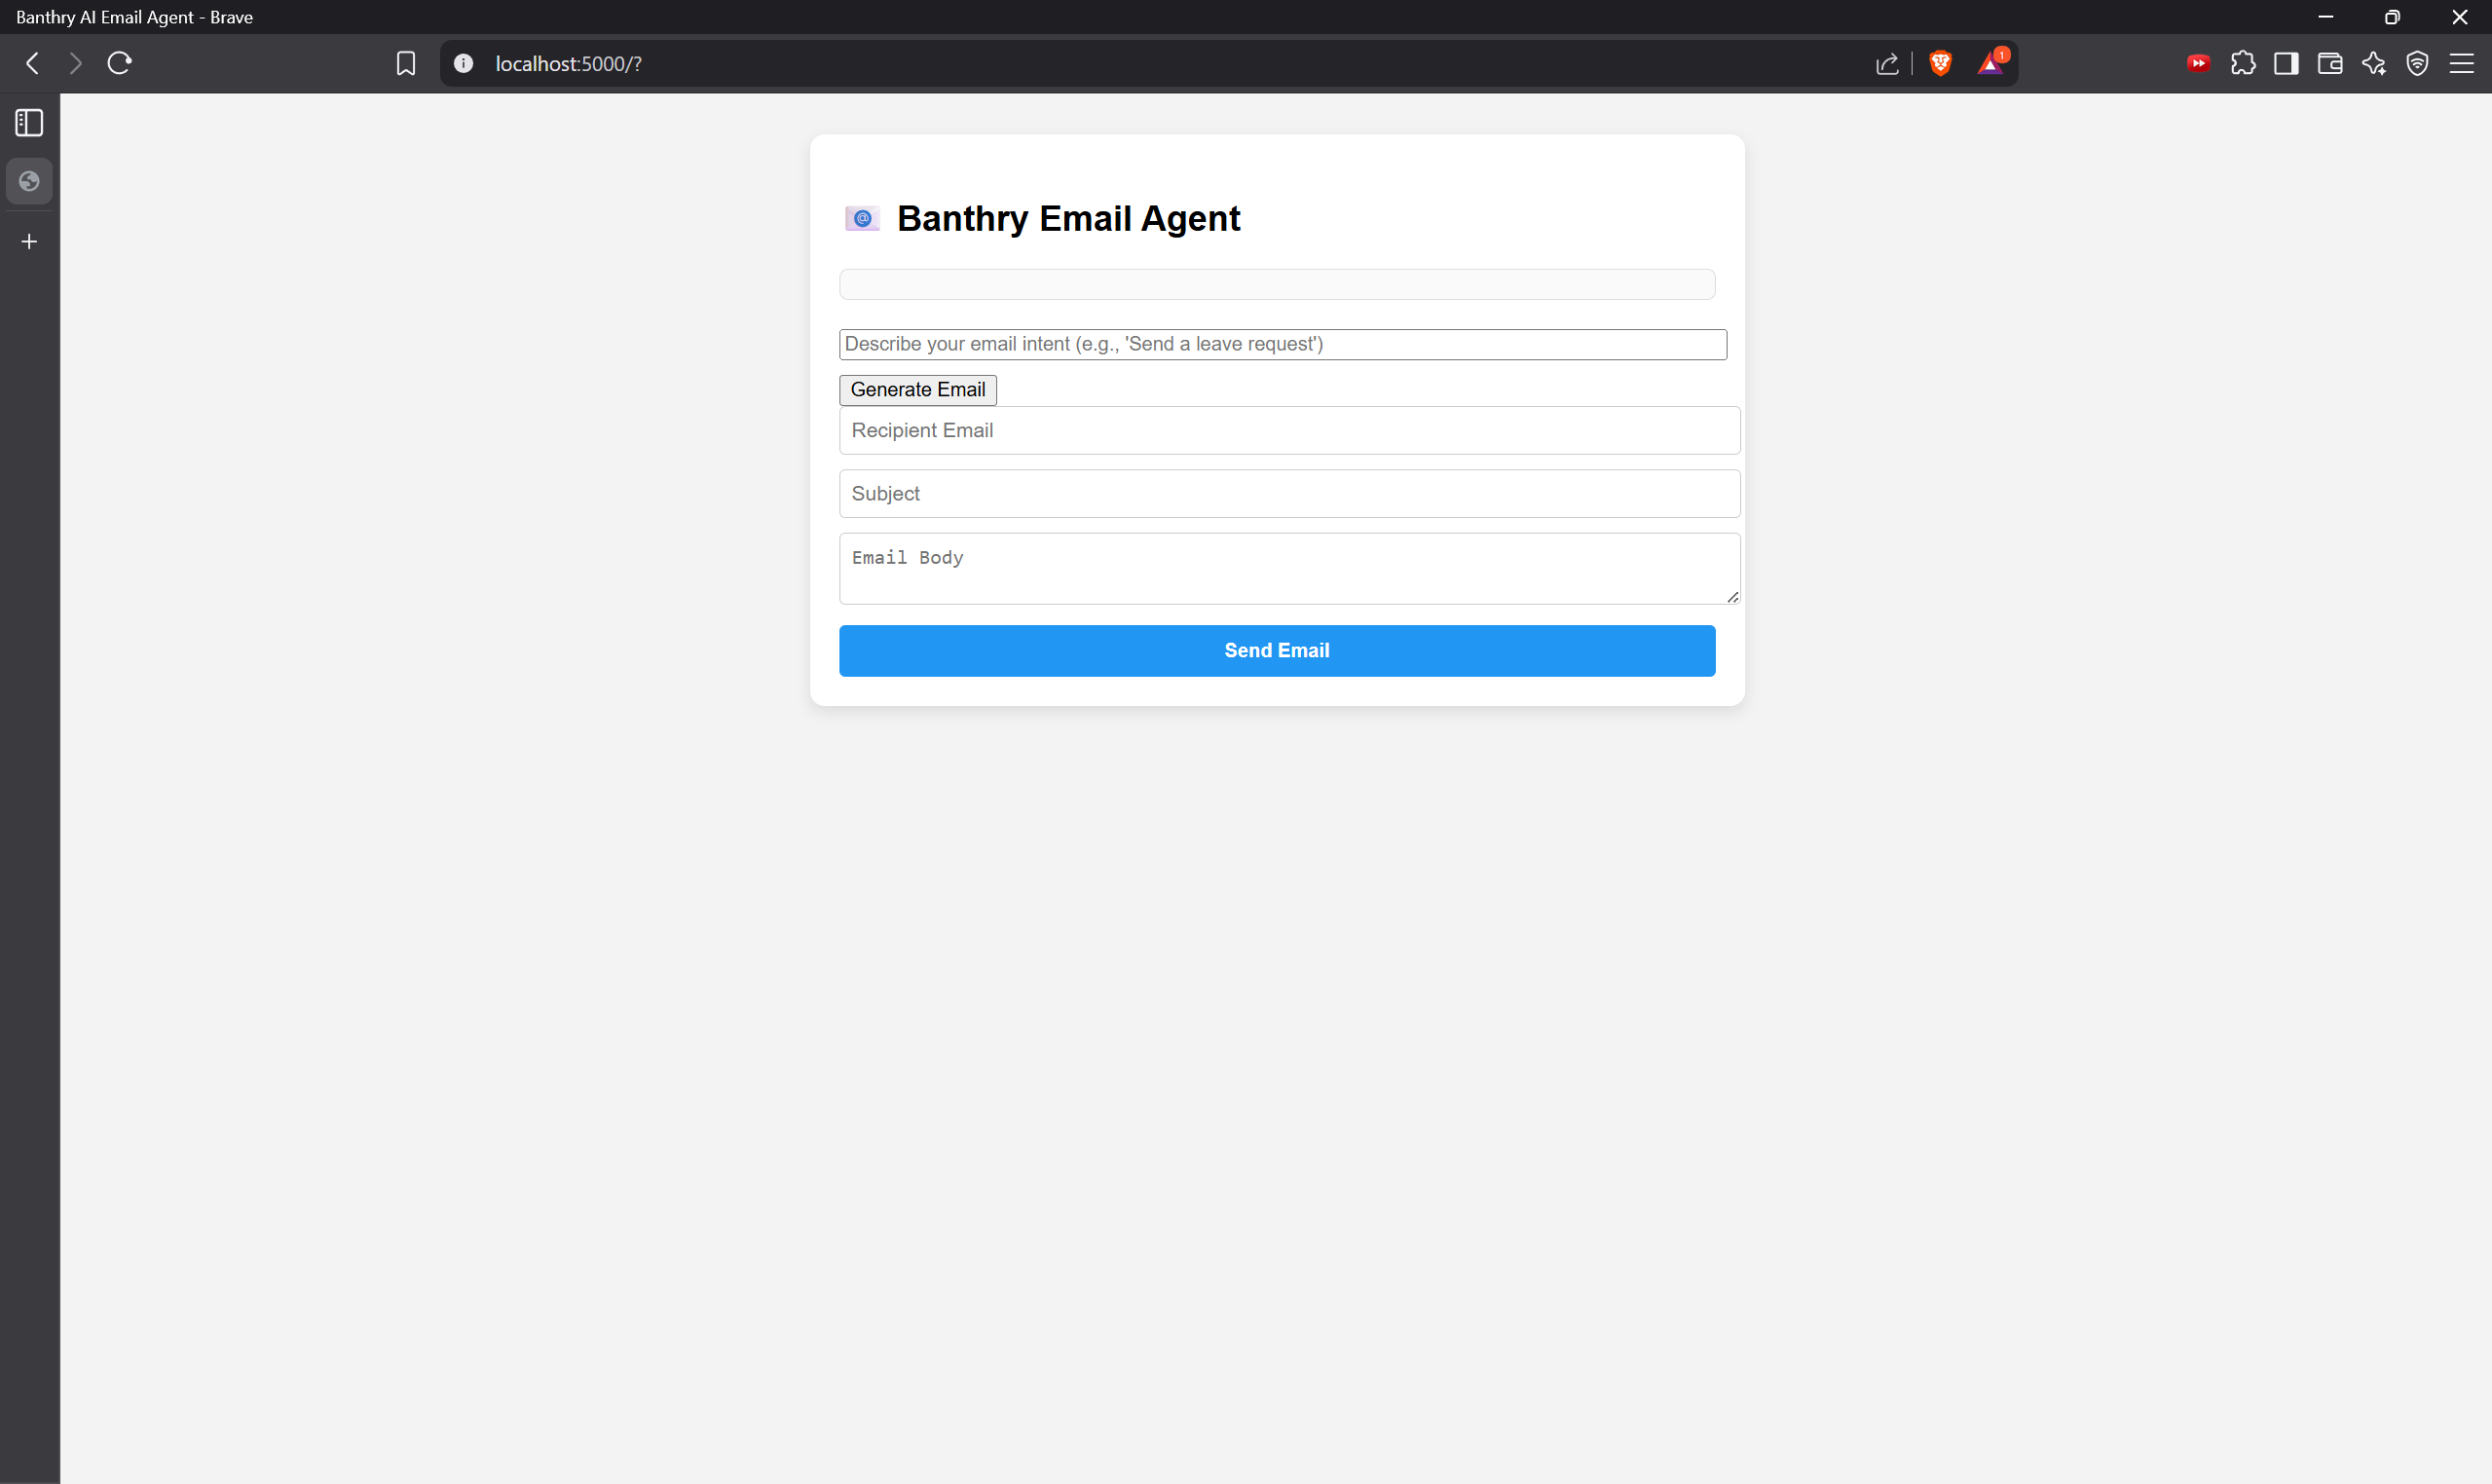 Banthry AI Email Agent - Brave
localhost:5000/?
1
Banthry Email Agent
Describe your email intent (e.g., 'Send a leave request')
Generate Email
Recipient Email
Subject
Email Body
Send Email